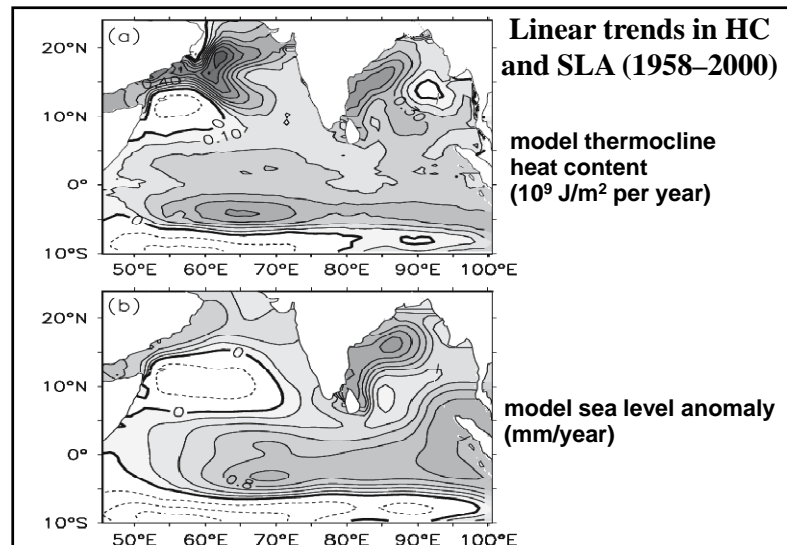 Linear trends in HC
and SLA (1958–2000)
model thermocline
heat content
(10⁹ J/m² per year)
model sea level anomaly
(mm/year)
(a)
20°N
10°N
0°
10°S
50°E 60°E 70°E 80°E 90°E 100°E
0.40
0.10
0
0
(b)
20°N
10°N
0°
10°S
50°E 60°E 70°E 80°E 90°E 100°E
0
0
0
0.8